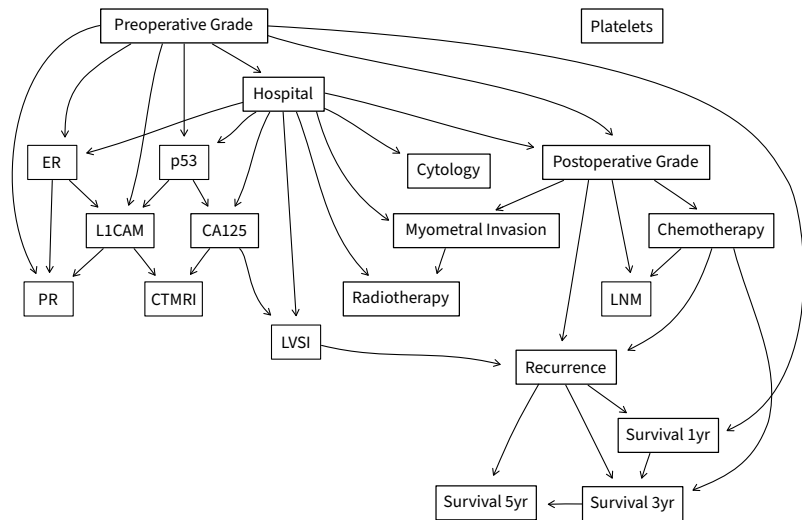 Preoperative Grade
Platelets
Hospital
ER
p53
Cytology
Postoperative Grade
L1CAM
CA125
Myometral Invasion
Chemotherapy
PR
CTMRI
Radiotherapy
LNM
LVSI
Recurrence
Survival 1yr
Survival 5yr
Survival 3yr